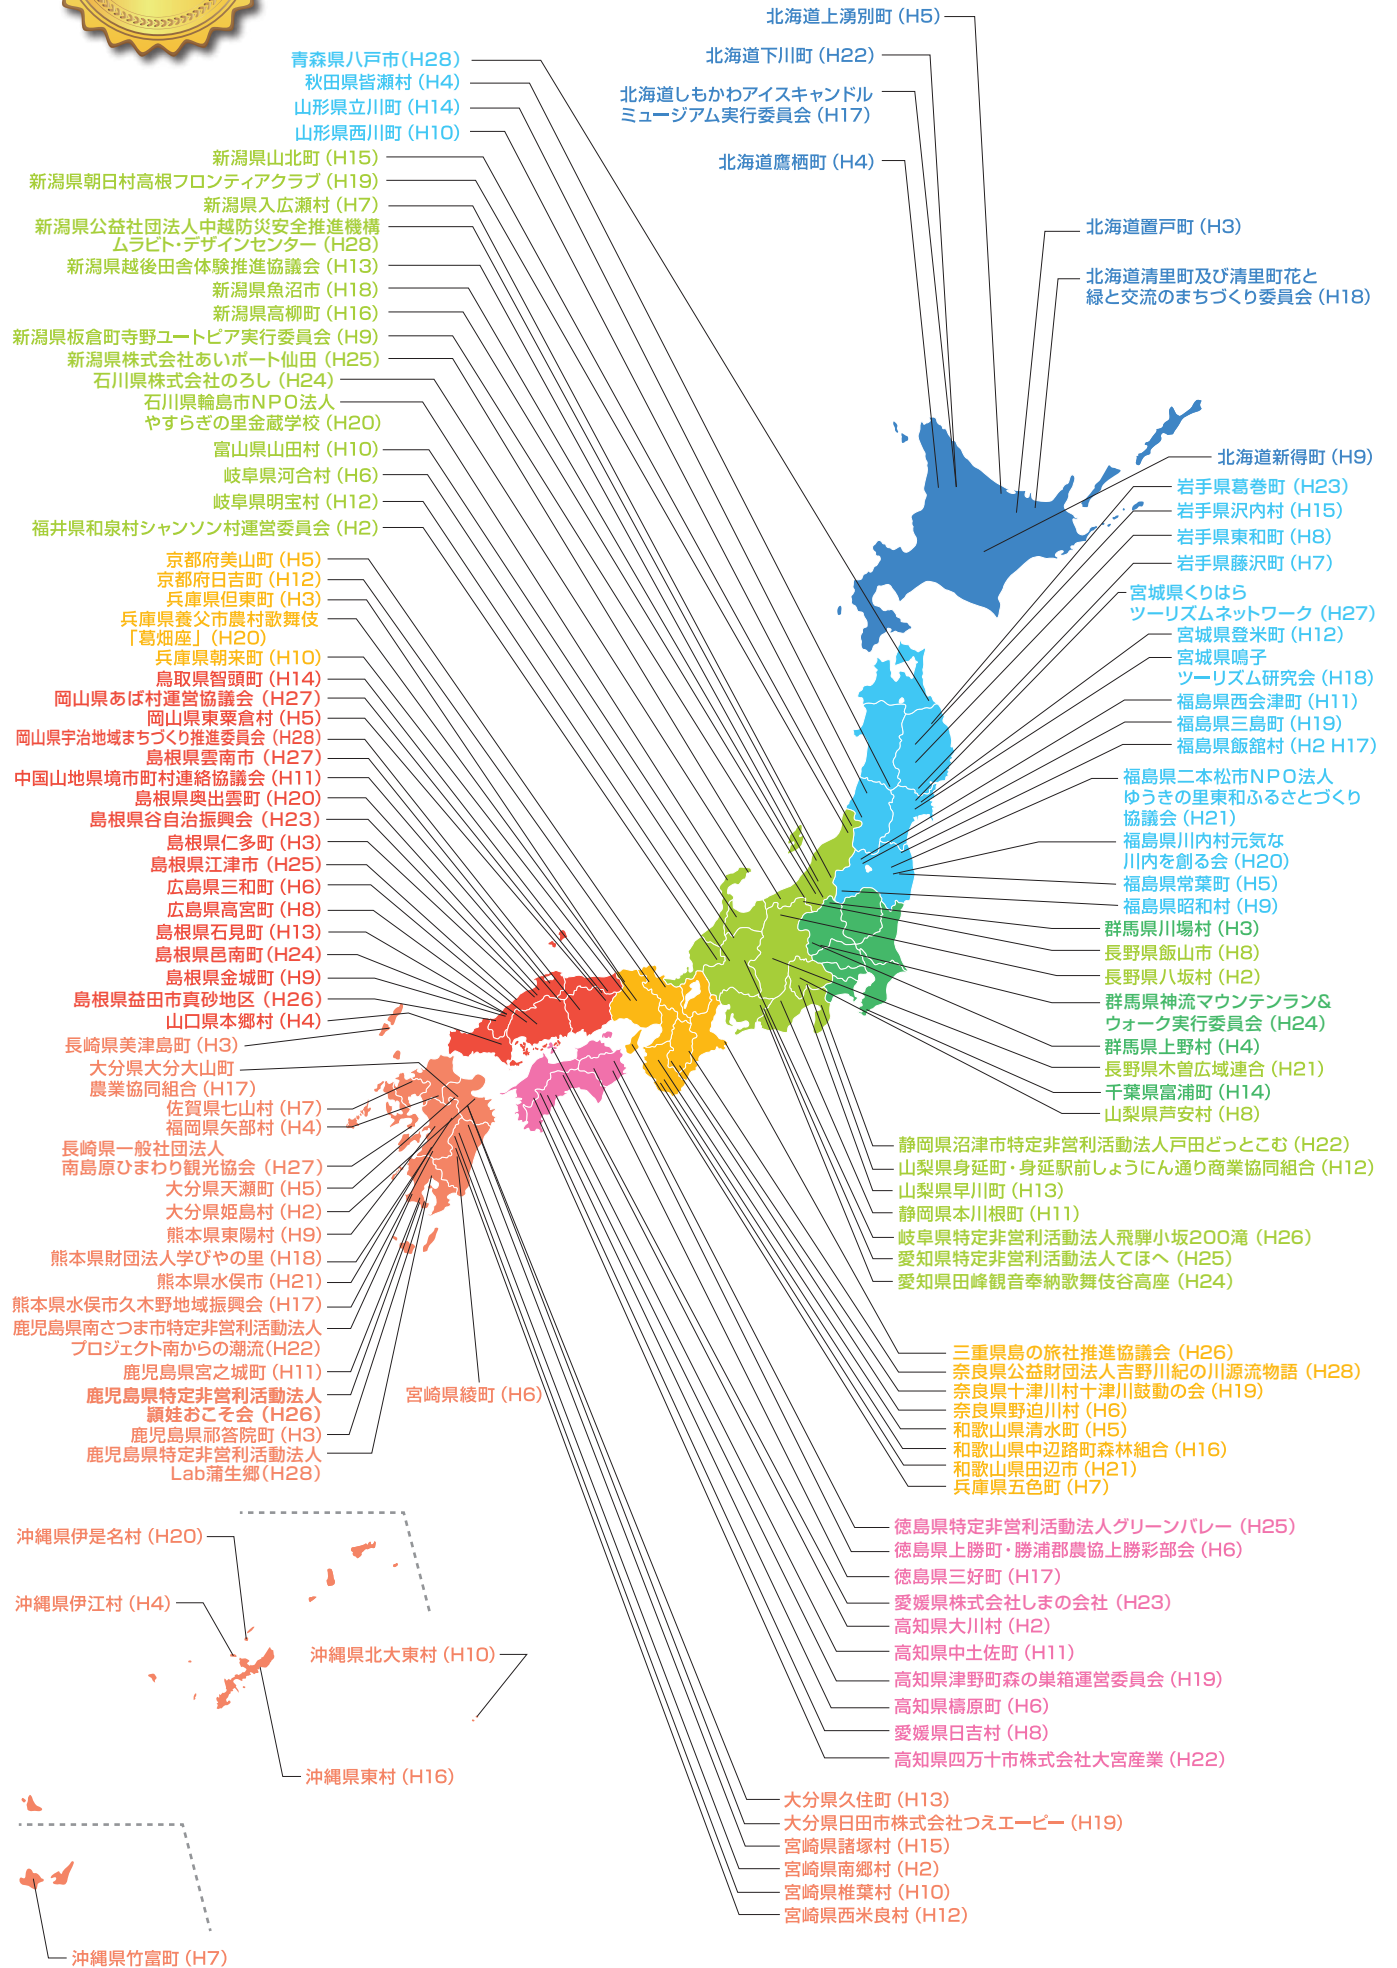 北海道上湧別町（H5）
北海道下川町（H22）
北海道しもかわアイスキャンドル
ミュージアム実行委員会（H17）
北海道鷹栖町（H4）
北海道置戸町（H3）
北海道清里町及び清里町花と
緑と交流のまちづくり委員会（H18）
北海道新得町（H9）
青森県八戸市（H28）
秋田県皆瀬村（H4）
山形県立川町（H14）
山形県西川町（H10）
新潟県山北町（H15）
新潟県朝日村高根フロンティアクラブ（H19）
新潟県入広瀬村（H7）
新潟県公益社団法人中越防災安全推進機構
ムラビト・デザインセンター（H28）
新潟県越後田舎体験推進協議会（H13）
新潟県魚沼市（H18）
新潟県高柳町（H16）
新潟県板倉町寺野ユートピア実行委員会（H9）
新潟県株式会社あいポート仙田（H25）
石川県株式会社のろし（H24）
石川県輪島市NPO法人
やすらぎの里金蔵学校（H20）
富山県山田村（H10）
岐阜県河合村（H6）
岐阜県明宝村（H12）
福井県和泉村シャンソン村運営委員会（H2）
京都府美山町（H5）
京都府日吉町（H12）
兵庫県但東町（H3）
兵庫県養父市農村歌舞伎
「葛畑座」（H20）
兵庫県朝来町（H10）
鳥取県智頭町（H14）
岡山県あば村運営協議会（H27）
岡山県東粟倉村（H5）
岡山県宇治地域まちづくり推進委員会（H28）
島根県雲南市（H27）
中国山地県境市町村連絡協議会（H11）
島根県奥出雲町（H20）
島根県谷自治振興会（H23）
島根県仁多町（H3）
島根県江津市（H25）
広島県三和町（H6）
広島県高宮町（H8）
島根県石見町（H13）
島根県邑南町（H24）
島根県金城町（H9）
島根県益田市真砂地区（H26）
山口県本郷村（H4）
長崎県美津島町（H3）
大分県大分大山町
農業協同組合（H17）
佐賀県七山村（H7）
福岡県矢部村（H4）
長崎県一般社団法人
南島原ひまわり観光協会（H27）
大分県天瀬町（H5）
大分県姫島村（H2）
熊本県東陽村（H9）
熊本県財団法人学びやの里（H18）
熊本県水俣市（H21）
熊本県水俣市久木野地域振興会（H17）
鹿児島県南さつま市特定非営利活動法人
プロジェクト南からの潮流（H22）
鹿児島県宮之城町（H11）
鹿児島県特定非営利活動法人
頴娃おこそ会（H26）
鹿児島県祁答院町（H3）
鹿児島県特定非営利活動法人
Lab蒲生郷（H28）
宮崎県綾町（H6）
岩手県葛巻町（H23）
岩手県沢内村（H15）
岩手県東和町（H8）
岩手県藤沢町（H7）
宮城県くりはら
ツーリズムネットワーク（H27）
宮城県登米町（H12）
宮城県鳴子
ツーリズム研究会（H18）
福島県西会津町（H11）
福島県三島町（H19）
福島県飯舘村（H2 H17）
福島県二本松市NPO法人
ゆうきの里東和ふるさとづくり
協議会（H21）
福島県川内村元気な
川内を創る会（H20）
福島県常葉町（H5）
福島県昭和村（H9）
群馬県川場村（H3）
長野県飯山市（H8）
長野県八坂村（H2）
群馬県神流マウンテンラン&
ウォーク実行委員会（H24）
群馬県上野村（H4）
長野県木曽広域連合（H21）
千葉県富浦町（H14）
山梨県芦安村（H8）
静岡県沼津市特定非営利活動法人戸田どっとこむ（H22）
山梨県身延町・身延駅前しょうにん通り商業協同組合（H12）
山梨県早川町（H13）
静岡県本川根町（H11）
岐阜県特定非営利活動法人飛騨小坂200滝（H26）
愛知県特定非営利活動法人てほへ（H25）
愛知県田峰観音奉納歌舞伎谷高座（H24）
三重県島の旅社推進協議会（H26）
奈良県公益財団法人吉野川紀の川源流物語（H28）
奈良県十津川村十津川鼓動の会（H19）
奈良県野迫川村（H6）
和歌山県清水町（H5）
和歌山県中辺路町森林組合（H16）
和歌山県田辺市（H21）
兵庫県五色町（H7）
徳島県特定非営利活動法人グリーンバレー（H25）
徳島県上勝町・勝浦郡農協上勝彩部会（H6）
徳島県三好町（H17）
愛媛県株式会社しまの会社（H23）
高知県大川村（H2）
高知県中土佐町（H11）
高知県津野町森の巣箱運営委員会（H19）
高知県檮原町（H6）
愛媛県日吉村（H8）
高知県四万十市株式会社大宮産業（H22）
大分県久住町（H13）
大分県日田市株式会社つえエーピー（H19）
宮崎県諸塚村（H15）
宮崎県南郷村（H2）
宮崎県椎葉村（H10）
宮崎県西米良村（H12）
沖縄県伊是名村（H20）
沖縄県伊江村（H4）
沖縄県北大東村（H10）
沖縄県東村（H16）
沖縄県竹富町（H7）